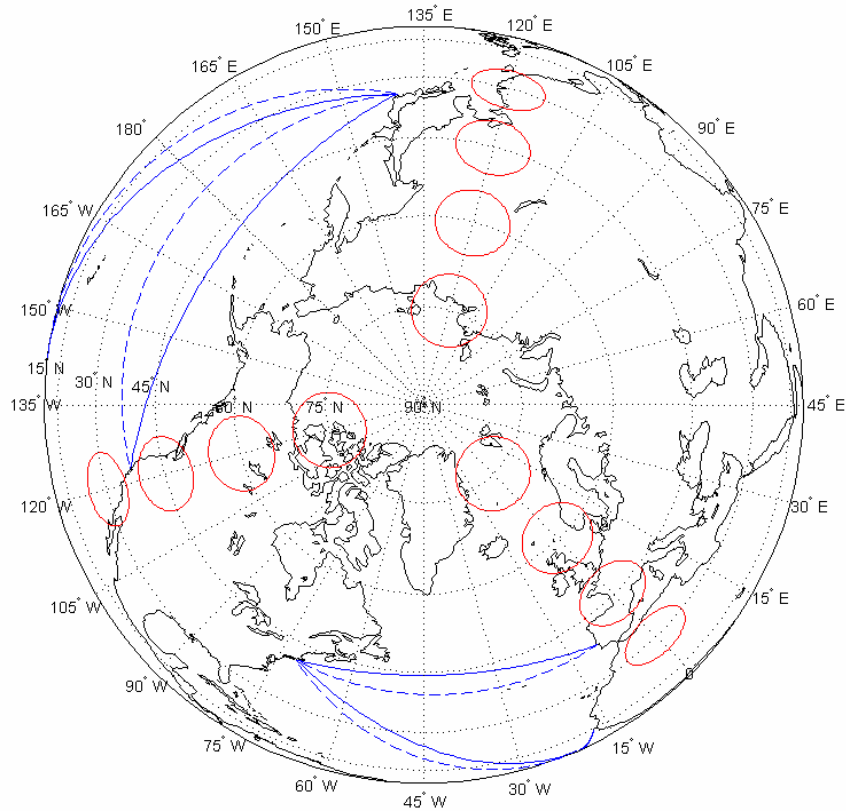 135° E
150° E
120° E
165° E
105° E
180°
90° E
165° W
75° E
150° W
60° E
15° N
30° N
45° N
135° W
60° N
75° N
90° N
45° E
120° W
30° E
105° W
15° E
90° W
0
75° W
15° W
60° W
30° W
45° W